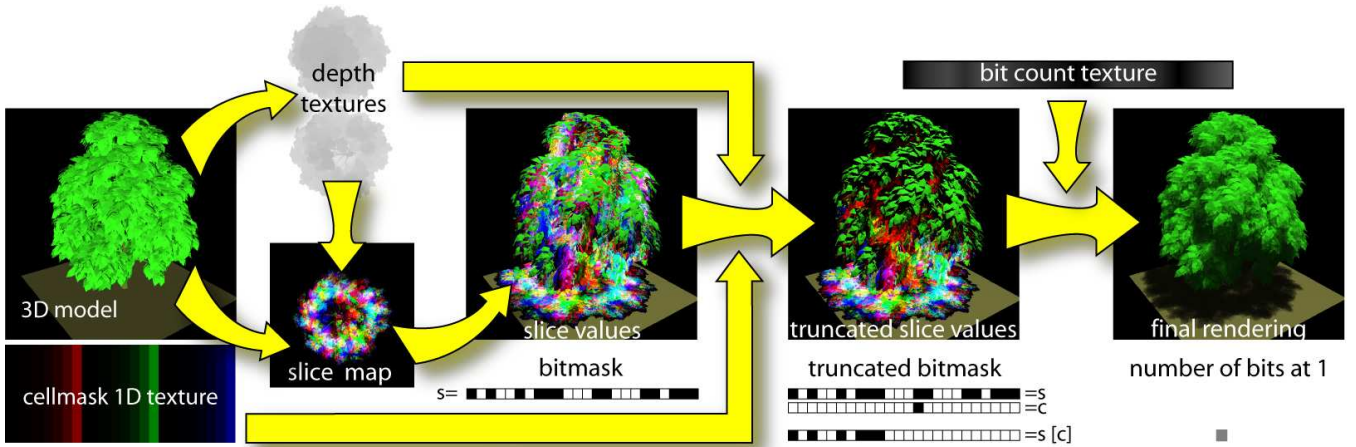 depth
textures
bit count texture
3D model
slice values
truncated slice values
final rendering
cellmask 1D texture
slice map
bitmask
truncated bitmask
number of bits at 1
s=
=s
=c
=s [c]